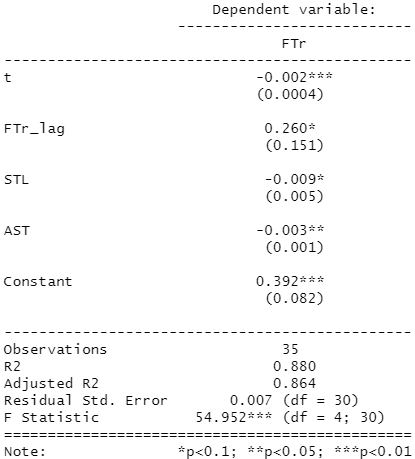 Dependent variable:
---------------------------
FTr
-----------------------------------------------
t -0.002***
(0.0004)
FTr_lag 0.260*
(0.151)
STL -0.009*
(0.005)
AST -0.003**
(0.001)
Constant 0.392***
(0.082)
-----------------------------------------------
Observations 35
R2 0.880
Adjusted R2 0.864
Residual Std. Error 0.007 (df = 30)
F Statistic 54.952*** (df = 4; 30)
===============================================
Note: *p<0.1; **p<0.05; ***p<0.01